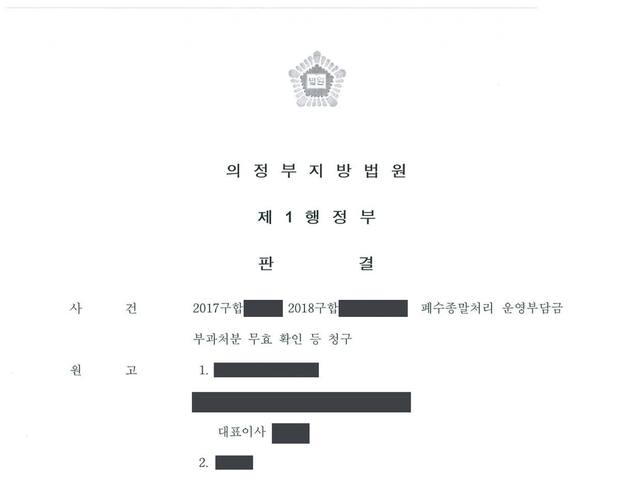 법원
의 정 부 지 방 법 원
제 1 행 정 부
판 결
사 건 2017구합 2018구합 폐수종말처리 운영부담금
부과처분 무효 확인 등 청구
원 고 1.
대표이사
2.